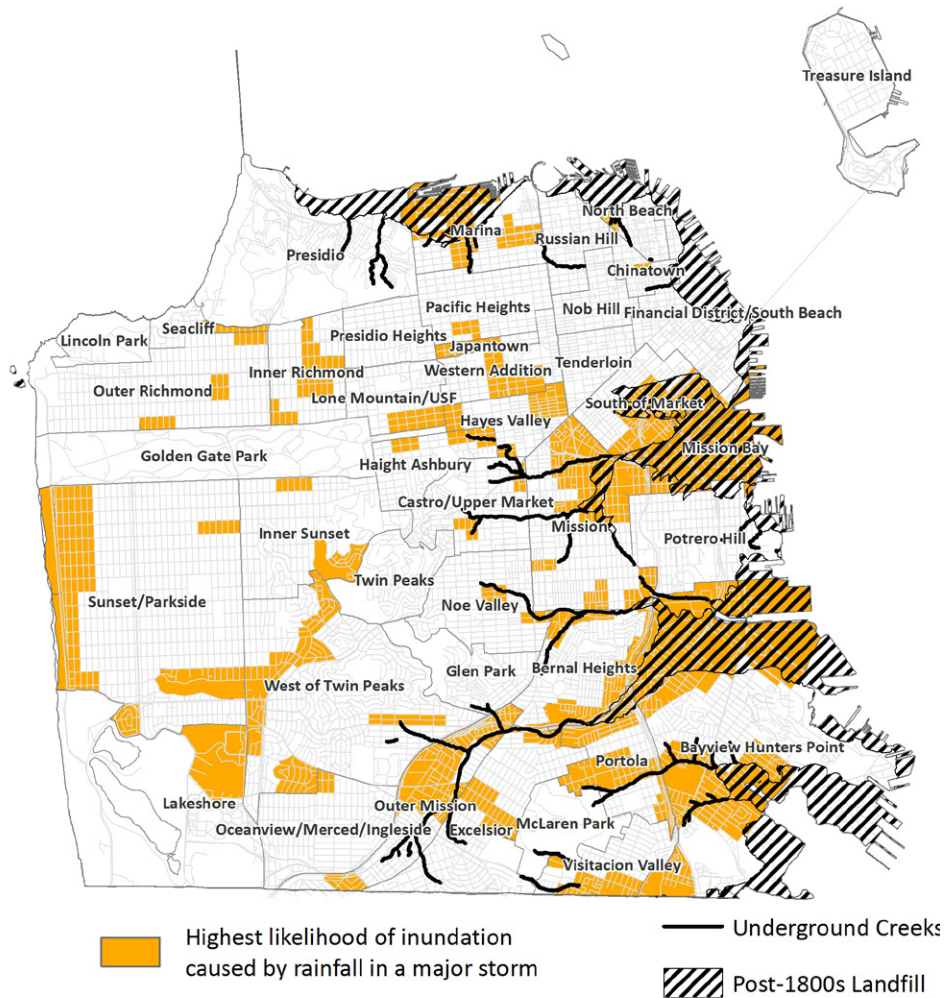 Treasure Island
North Beach
Marina
Russian Hill
Presidio
Chinatown
Pacific Heights
Nob Hill
Financial District/South Beach
Seacliff
Lincoln Park
Presidio Heights
Japantown
Tenderloin
Inner Richmond
Western Addition
Outer Richmond
Lone Mountain/USF
South of Market
Hayes Valley
Mission Bay
Golden Gate Park
Haight Ashbury
Castro/Upper Market
Mission
Inner Sunset
Potrero Hill
Twin Peaks
Sunset/Parkside
Noe Valley
Glen Park
Bernal Heights
West of Twin Peaks
Bayview Hunters Point
Portola
Lakeshore
Outer Mission
Oceanview/Merced/Ingleside
Excelsior
McLaren Park
Visitacion Valley
Highest likelihood of inundation
caused by rainfall in a major storm
Underground Creeks
Post-1800s Landfill